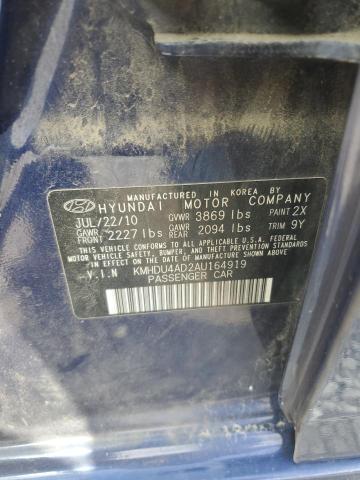 MANUFACTURED IN KOREA BY
HYUNDAI MOTOR COMPANY
JUL/22/10 GVWR 3869 lbs PAINT 2X
GAWR FRONT 2227 lbs GAWR REAR 2094 lbs TRIM 9Y
THIS VEHICLE CONFORMS TO ALL APPLICABLE U.S.A. FEDERAL
MOTOR VEHICLE SAFETY, BUMPER, AND THEFT PREVENTION
STANDARDS IN EFFECT ON THE DATE OF MANUFACTURE SHOWN ABOVE.
V.I.N KMHDU4AD2AU164919
PASSENGER CAR